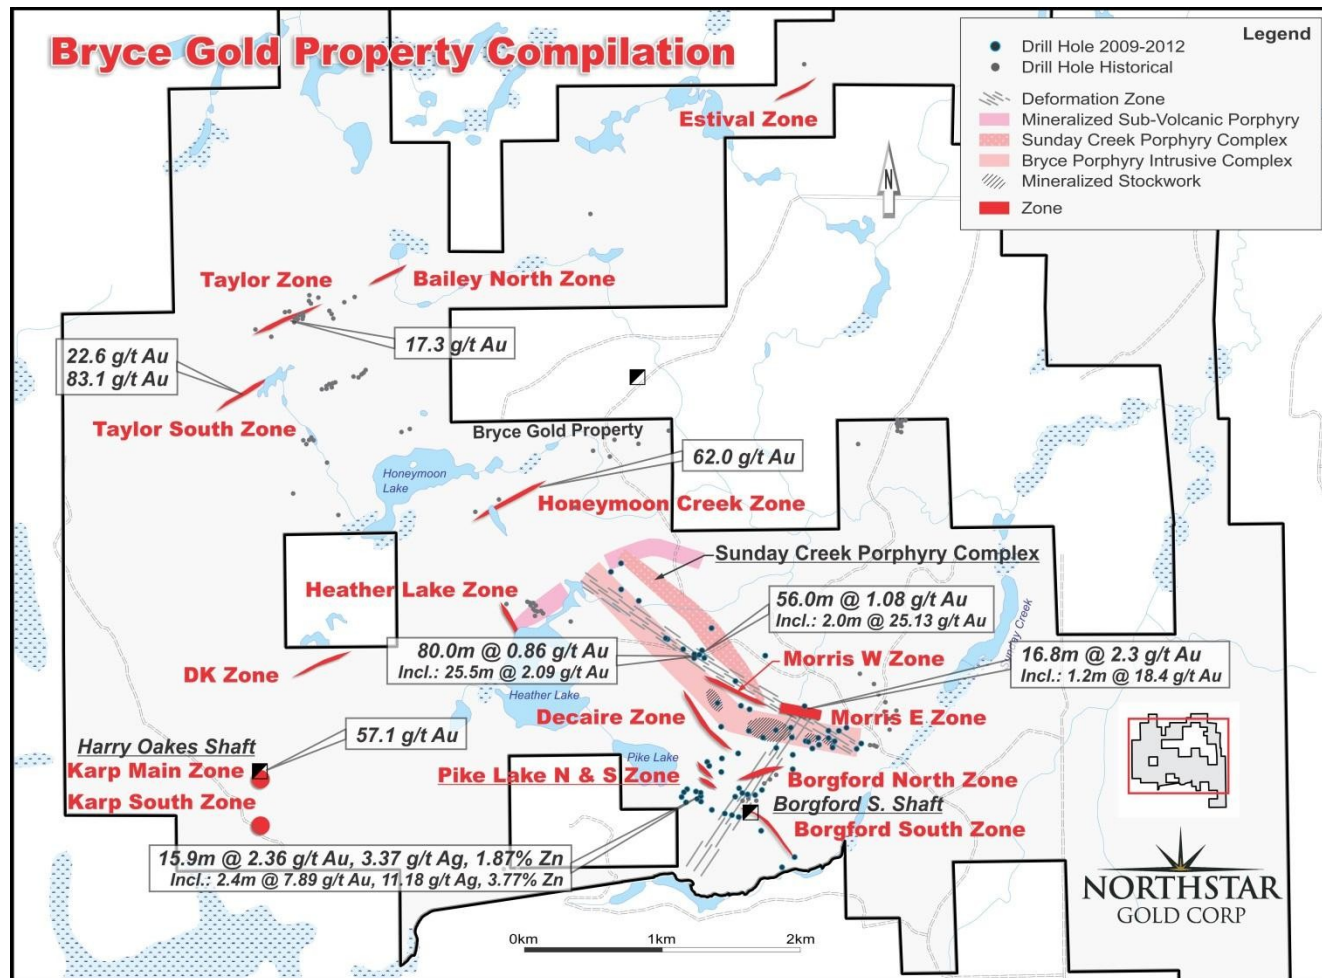 Bryce Gold Property Compilation
Legend
Drill Hole 2009-2012
Drill Hole Historical
Deformation Zone
Mineralized Sub-Volcanic Porphyry
Sunday Creek Porphyry Complex
Bryce Porphyry Intrusive Complex
Mineralized Stockwork
Zone
Estival Zone
N
Taylor Zone
Bailey North Zone
17.3 g/t Au
22.6 g/t Au
83.1 g/t Au
Taylor South Zone
Bryce Gold Property
62.0 g/t Au
Honeymoon
Lake
Honeymoon Creek Zone
Sunday Creek Porphyry Complex
Heather Lake Zone
56.0m @ 1.08 g/t Au
Incl.: 2.0m @ 25.13 g/t Au
Sunday Creek
80.0m @ 0.86 g/t Au
Incl.: 25.5m @ 2.09 g/t Au
Morris W Zone
16.8m @ 2.3 g/t Au
Incl.: 1.2m @ 18.4 g/t Au
DK Zone
Heather Lake
Decaire Zone
Morris E Zone
57.1 g/t Au
Harry Oakes Shaft
Karp Main Zone
Pike Lake
Pike Lake N & S Zone
Borgford North Zone
Karp South Zone
Borgford S. Shaft
Borgford South Zone
15.9m @ 2.36 g/t Au, 3.37 g/t Ag, 1.87% Zn
Incl.: 2.4m @ 7.89 g/t Au, 11.18 g/t Ag, 3.77% Zn
NORTHSTAR
GOLD CORP
0km 1km 2km